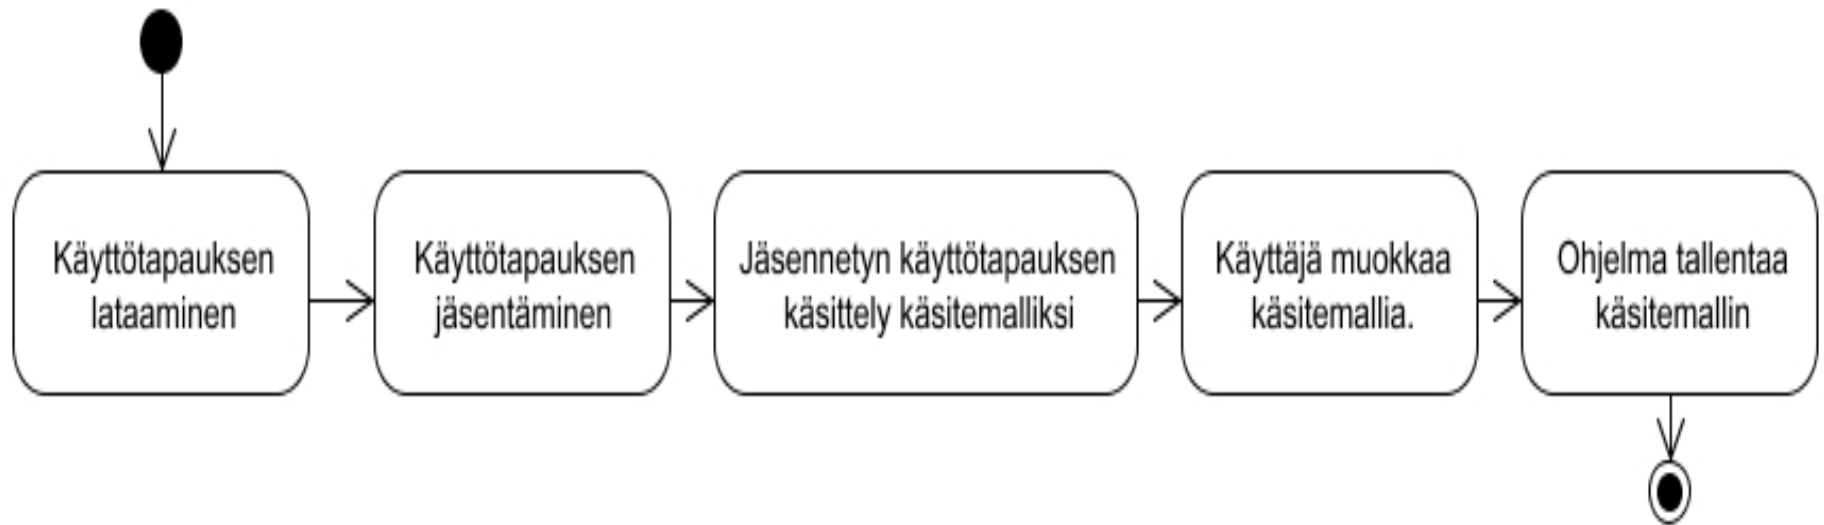 Käyttötapauksen
lataaminen
Käyttötapauksen
jäsentäminen
Jäsennetyn käyttötapauksen
käsittely käsitemalliksi
Käyttäjä muokkaa
käsitemallia.
Ohjelma tallentaa
käsitemallin